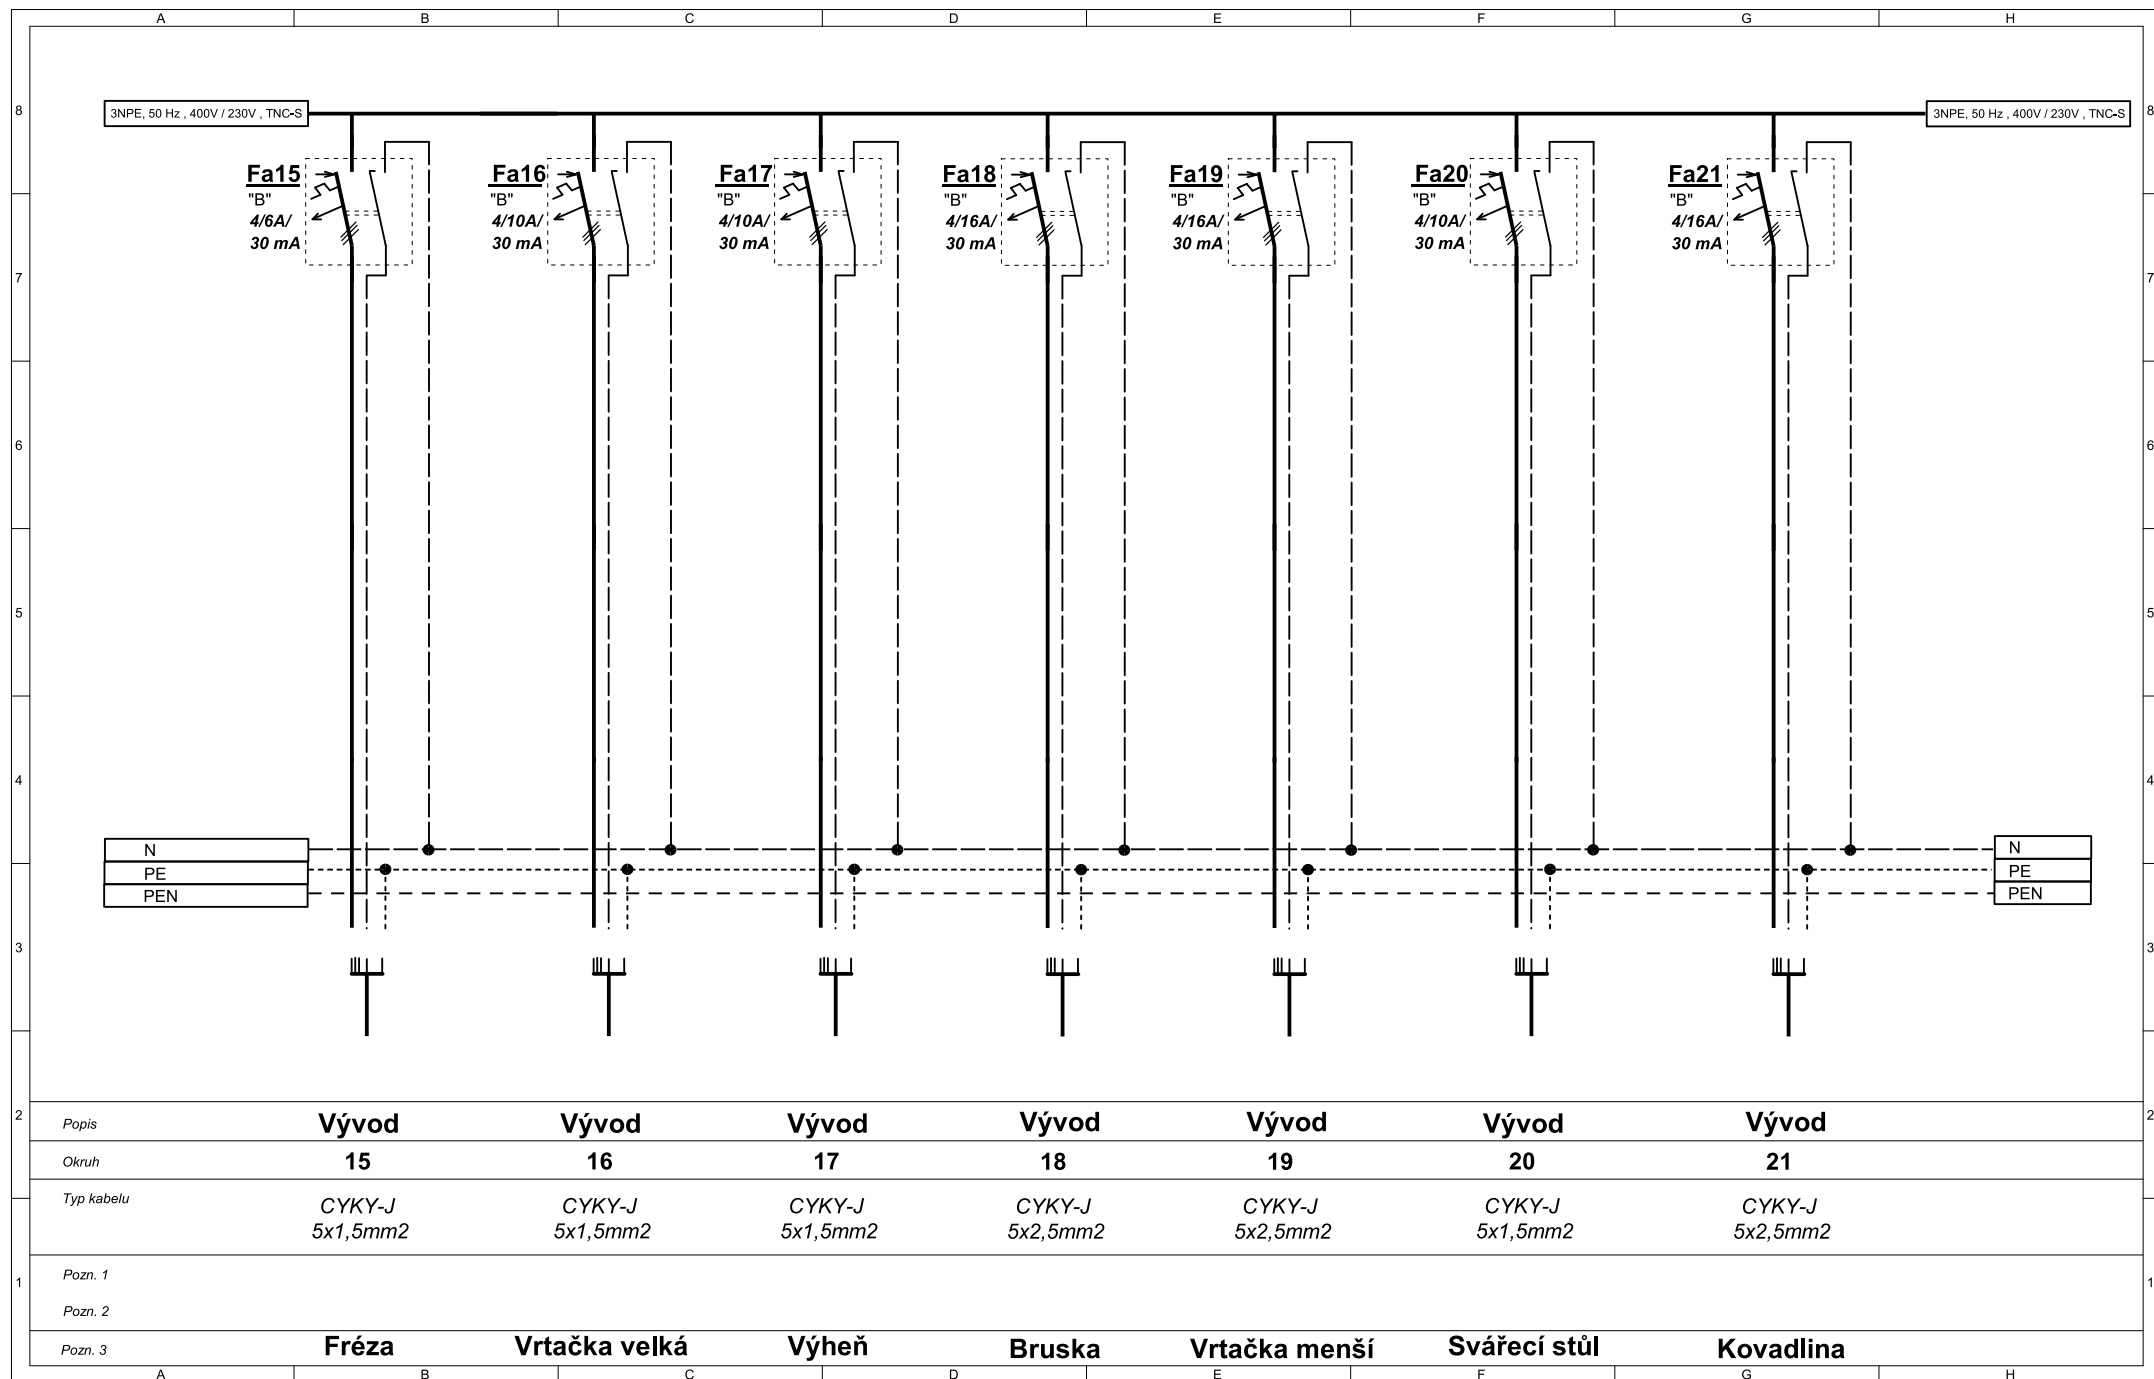 A B C D E F G H
8 8
3NPE, 50 Hz , 400V / 230V , TNC-S 3NPE, 50 Hz , 400V / 230V , TNC-S
Fa15 Fa16 Fa17 Fa18 Fa19 Fa20 Fa21
"B" "B" "B" "B" "B" "B" "B"
4/6A/ 4/10A/ 4/10A/ 4/16A/ 4/16A/ 4/10A/ 4/16A/
30 mA 30 mA 30 mA 30 mA 30 mA 30 mA 30 mA
7 7
6 6
5 5
4 4
N N
PE PE
PEN PEN
3 3
2 2
Popis Vývod Vývod Vývod Vývod Vývod Vývod Vývod
Okruh 15 16 17 18 19 20 21
Typ kabelu CYKY-J CYKY-J CYKY-J CYKY-J CYKY-J CYKY-J CYKY-J
5x1,5mm2 5x1,5mm2 5x1,5mm2 5x2,5mm2 5x2,5mm2 5x1,5mm2 5x2,5mm2
Pozn. 1
1 1
Pozn. 2
Pozn. 3 Fréza Vrtačka velká Výheň Bruska Vrtačka menší Svářecí stůl Kovadlina
A B C D E F G H